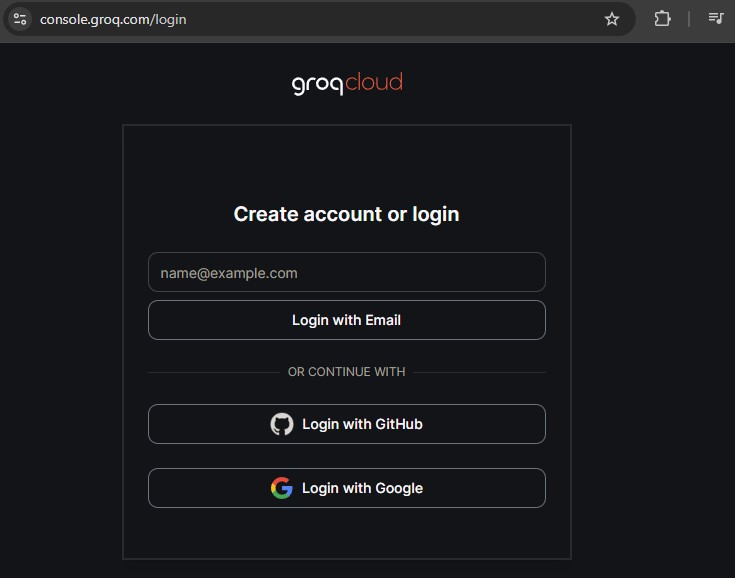 console.groq.com/login
groqcloud
Create account or login
name@example.com
Login with Email
OR CONTINUE WITH
Login with GitHub
Login with Google